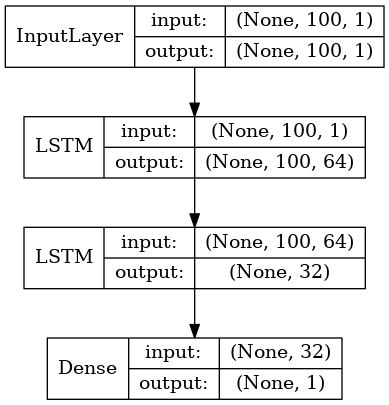 InputLayer input: (None, 100, 1)
output: (None, 100, 1)
LSTM input: (None, 100, 1)
output: (None, 100, 64)
LSTM input: (None, 100, 64)
output: (None, 32)
Dense input: (None, 32)
output: (None, 1)